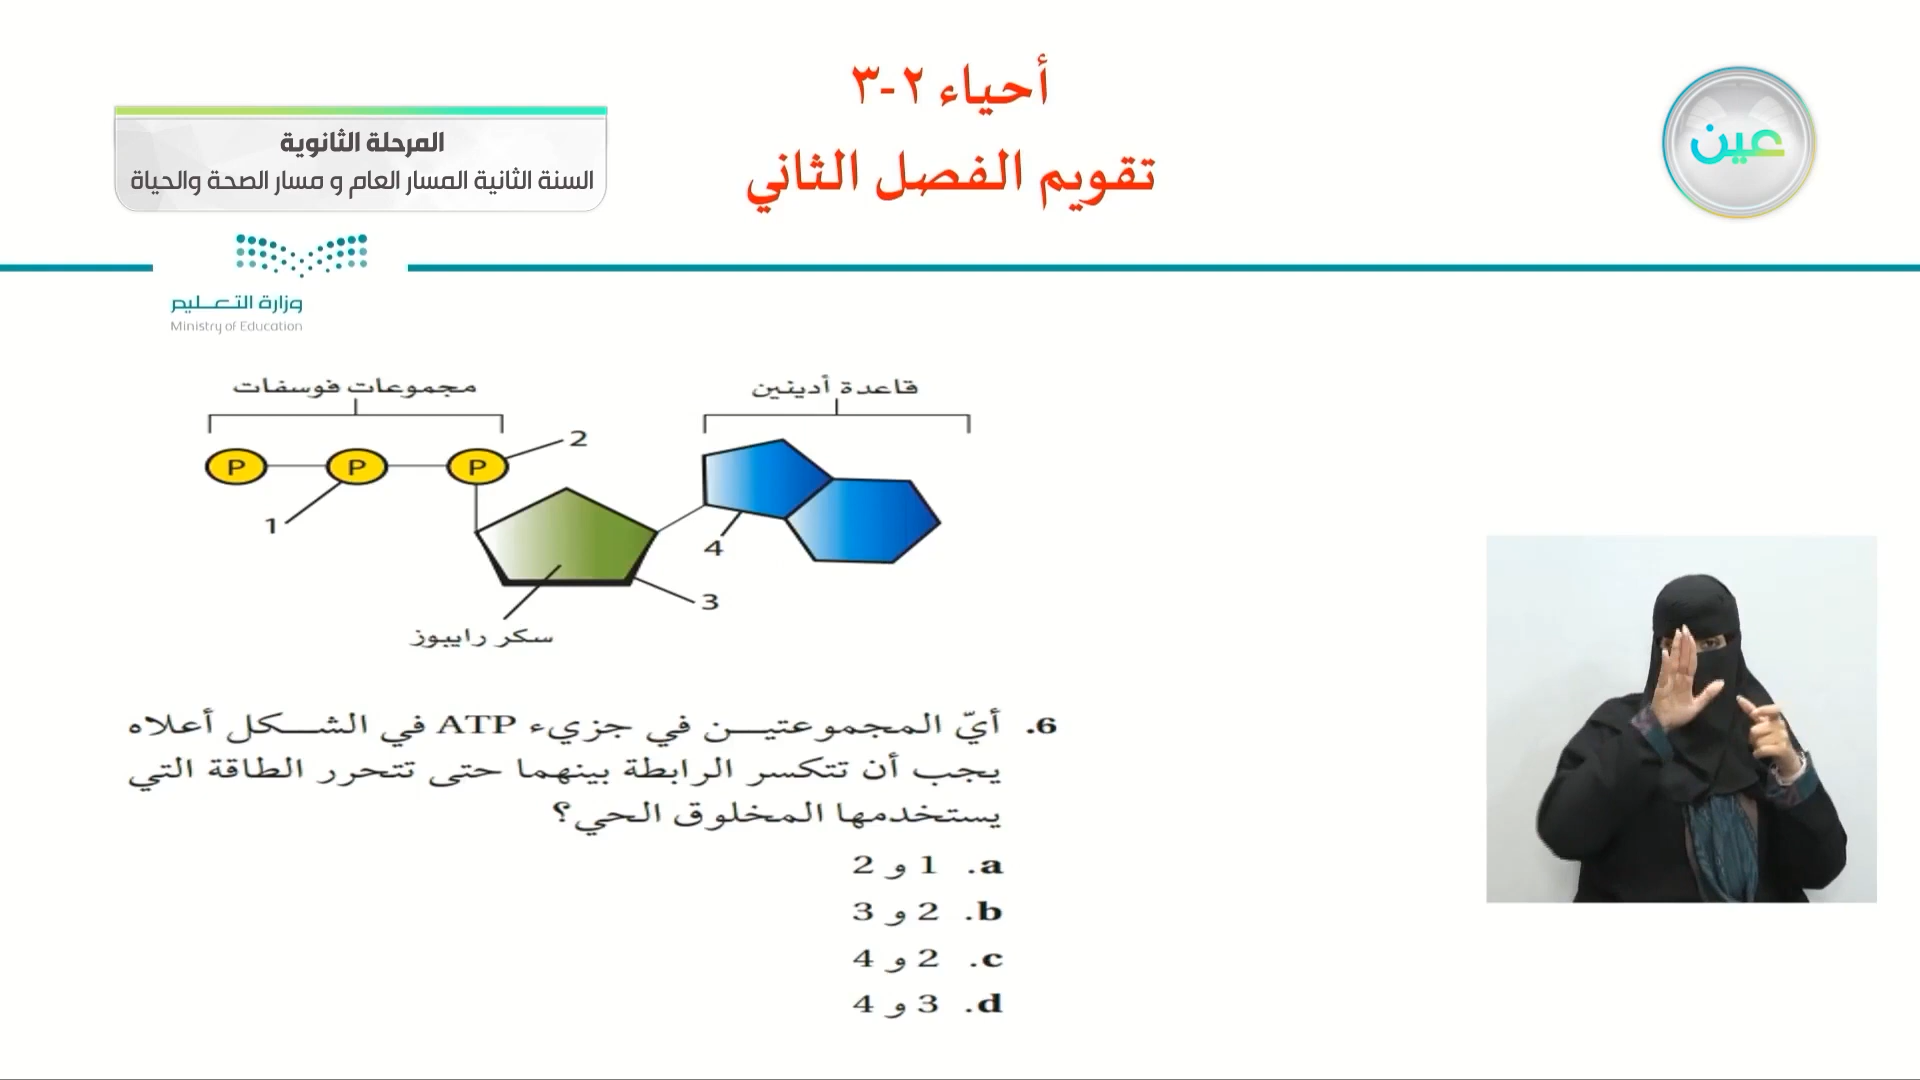 أحياء ٢-٣
تقويم الفصل الثاني
عين
المرحلة الثانوية
السنة الثانية المسار العام و مسار الصحة والحياة
وزارة التعليم
Ministry of Education
قاعدة أدينين
مجموعات فوسفات
P P P
2
1
4
3
سكر رايبوز
6. أيّ المجموعتيـــن في جزيء ATP في الشـــكل أعلاه
يجب أن تتكسر الرابطة بينهما حتى تتحرر الطاقة التي
يستخدمها المخلوق الحي؟
a. 1 و 2
b. 2 و 3
c. 2 و 4
d. 3 و 4